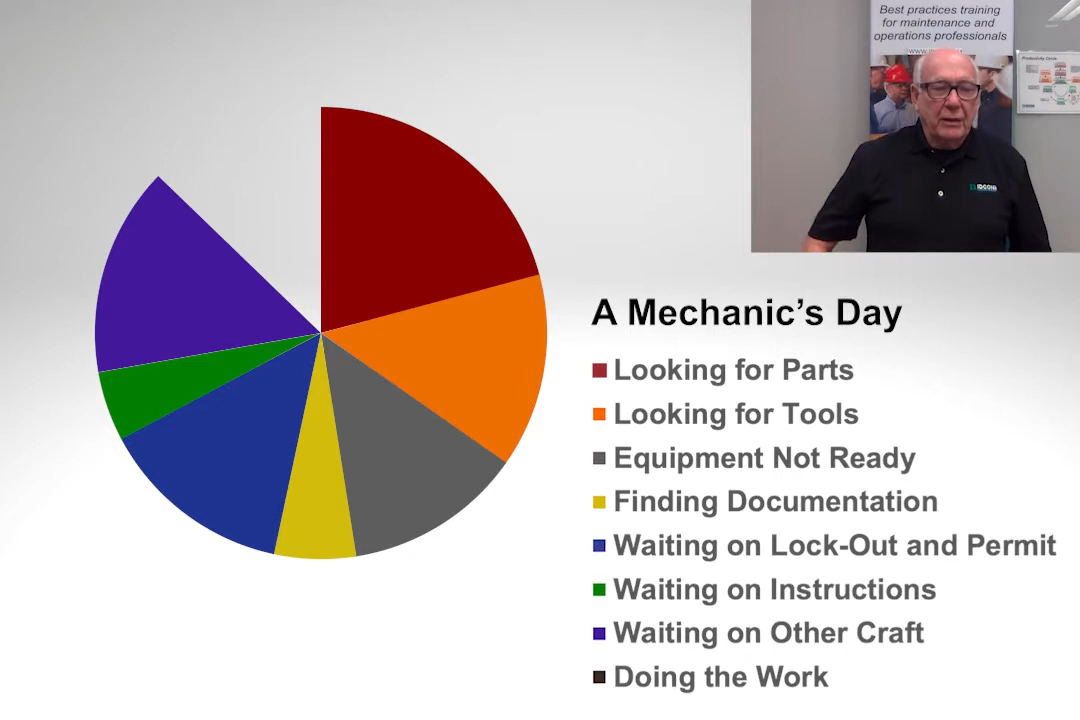 Best practices training
for maintenance and
operations professionals
A Mechanic's Day
Looking for Parts
Looking for Tools
Equipment Not Ready
Finding Documentation
Waiting on Lock-Out and Permit
Waiting on Instructions
Waiting on Other Craft
Doing the Work
IDCON